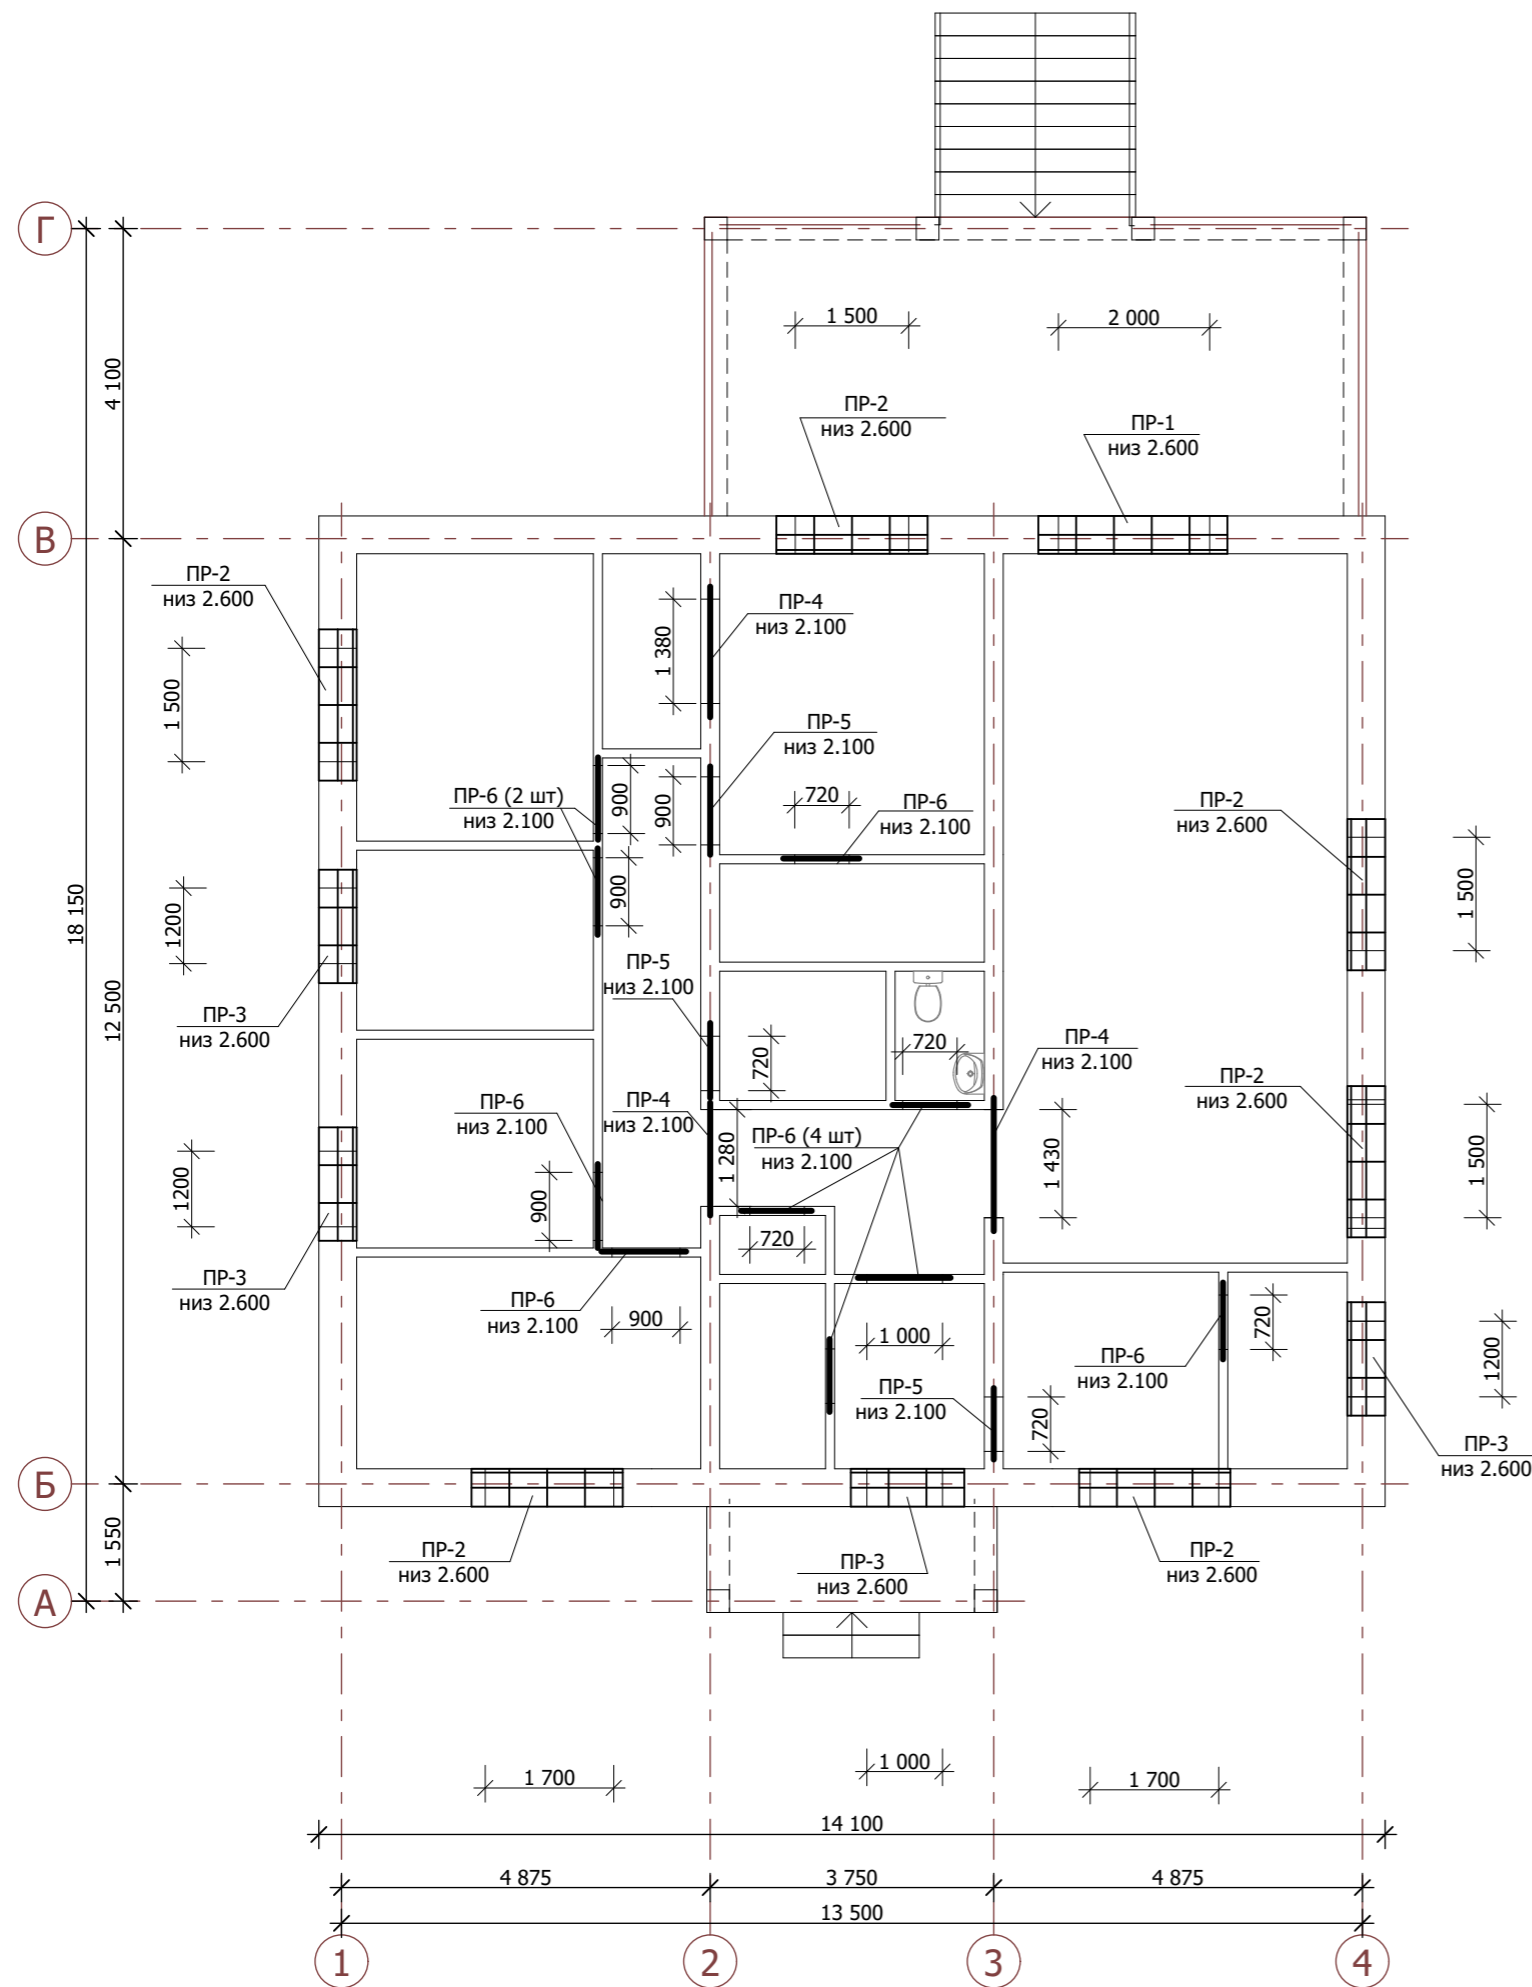 Г
1 500
2 000
4 100
ПР-2
низ 2.600
ПР-1
низ 2.600
В
ПР-2
низ 2.600
ПР-4
низ 2.100
1 380
1 500
ПР-5
низ 2.100
ПР-6 (2 шт)
низ 2.100
900
900
720
ПР-6
низ 2.100
ПР-2
низ 2.600
900
1200
18 150
1 500
ПР-5
низ 2.100
12 500
ПР-3
низ 2.600
720
720
ПР-4
низ 2.100
ПР-2
низ 2.600
ПР-6
низ 2.100
ПР-4
низ 2.100
1 280
ПР-6 (4 шт)
низ 2.100
1 430
1 500
1200
900
720
ПР-3
низ 2.600
ПР-6
низ 2.100
900
1 000
720
ПР-6
низ 2.100
1200
ПР-5
низ 2.100
720
ПР-3
низ 2.600
Б
1 550
ПР-2
низ 2.600
ПР-3
низ 2.600
ПР-2
низ 2.600
А
1 700
1 000
1 700
14 100
4 875
3 750
4 875
13 500
1
2
3
4